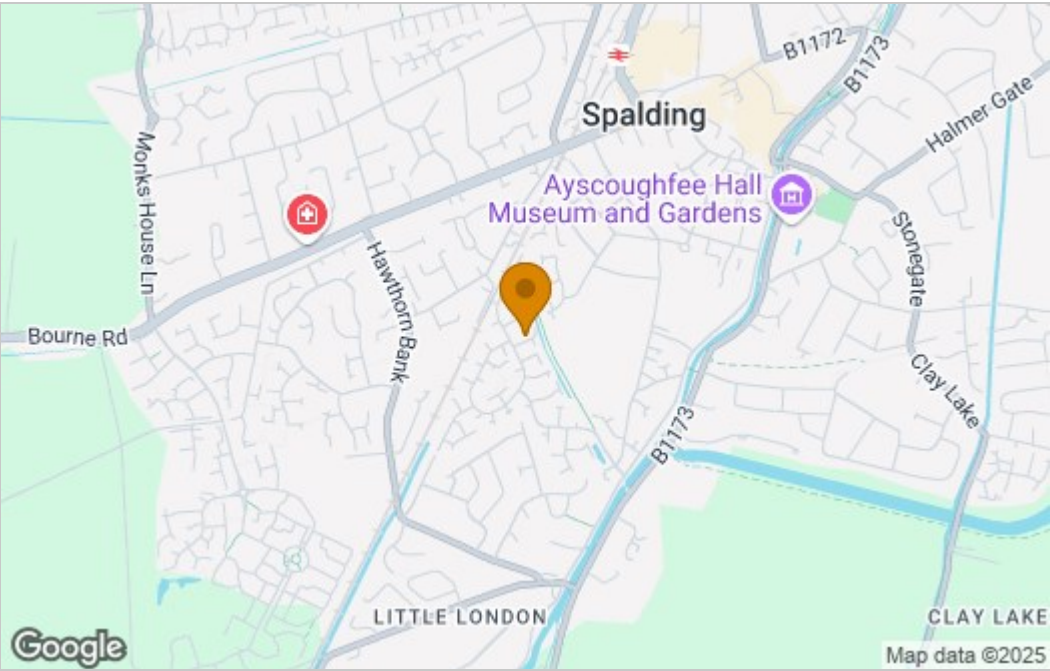 B1172
B1173
Spalding
Halmer Gate
Monks House Ln
Ayscoughfee Hall
Museum and Gardens
H
Stonegate
Hawthorn Bank
Bourne Rd
Clay Lake
B1173
LITTLE LONDON
CLAY LAKE
Google
Map data ©2025